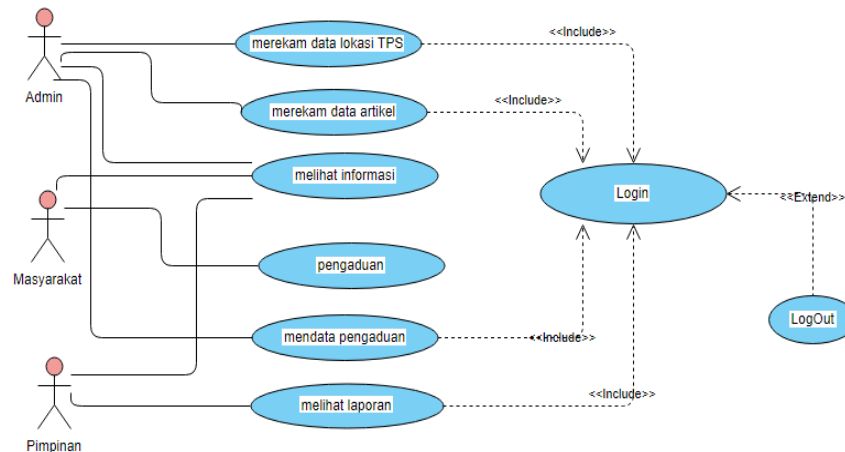 merekam data lokasi TPS
<<Include>>
Admin
merekam data artikel
<<Include>>
melihat informasi
Login
<<Extend>>
Masyarakat
pengaduan
LogOut
mendata pengaduan
<<Include>>
melihat laporan
<<Include>>
Pimpinan